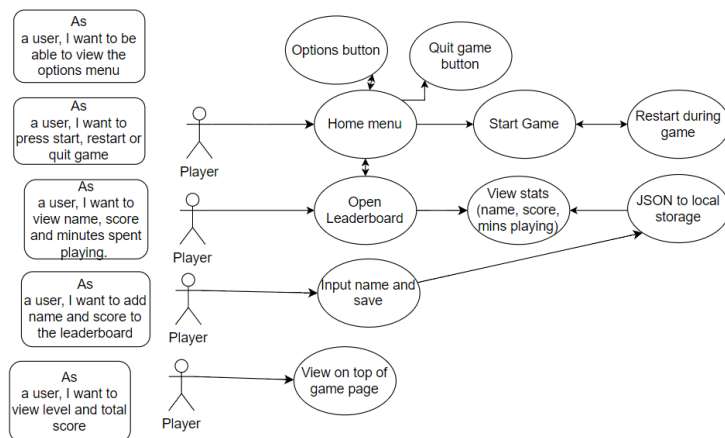 As
a user, I want to be
able to view the
options menu
Options button
Quit game
button
As
a user, I want to
press start, restart or
quit game
Player
Home menu
Start Game
Restart during
game
As
a user, I want to
view name, score
and minutes spent
playing.
Player
Open
Leaderboard
View stats
(name, score,
mins playing)
JSON to local
storage
As
a user, I want to add
name and score to
the leaderboard
Player
Input name and
save
As
a user, I want to
view level and total
score
Player
View on top of
game page